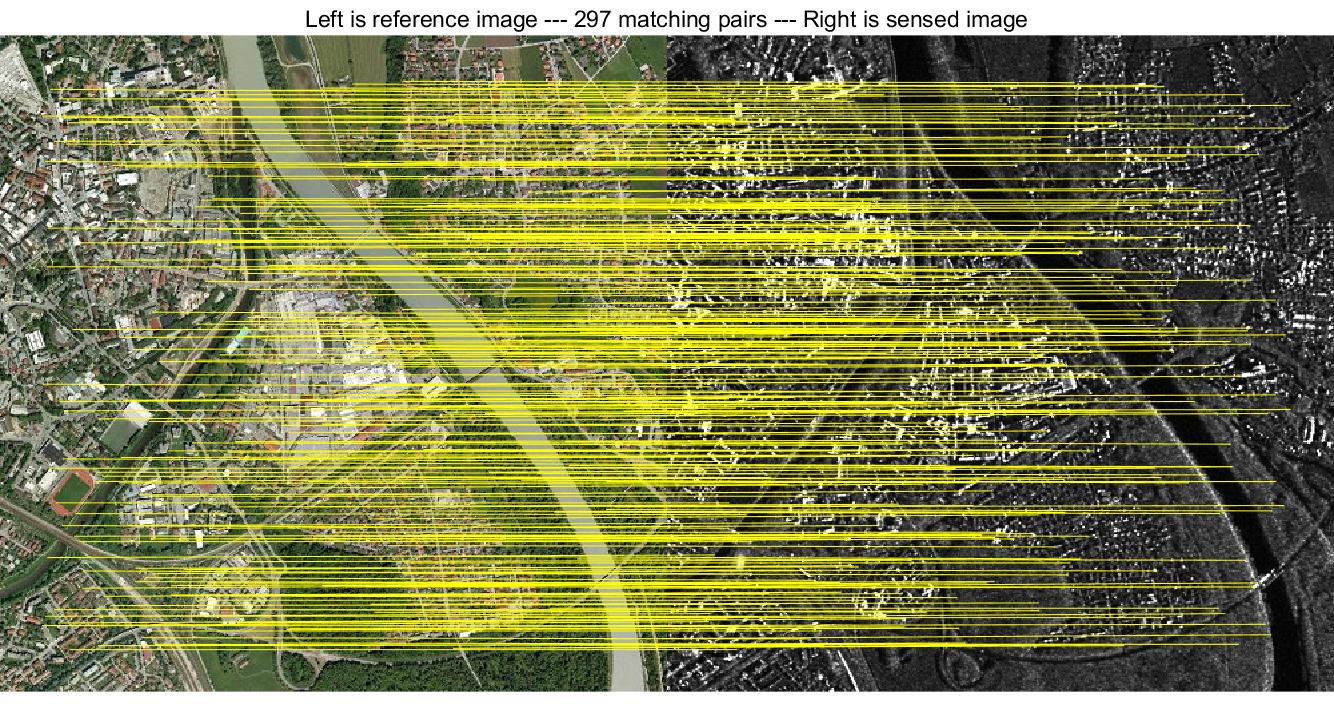 Left is reference image --- 297 matching pairs --- Right is sensed image